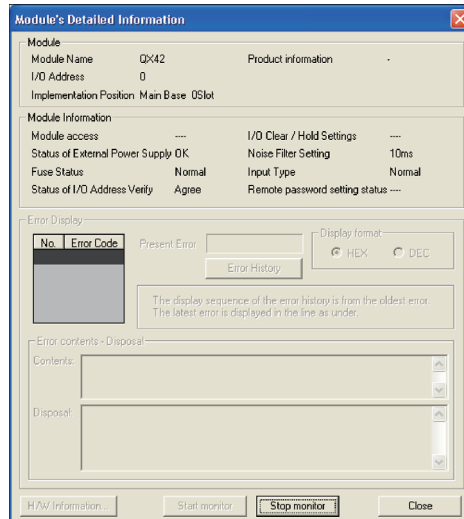 Module's Detailed Information
Module
Module Name QX42 Product information -
I/O Address 0
Implementation Position Main Base 0Slot
Module Information
Module access ---- I/O Clear / Hold Settings ----
Status of External Power Supply OK Noise Filter Setting 10ms
Fuse Status Normal Input Type Normal
Status of I/O Address Verify Agree Remote password setting status ----
Error Display
No. Error Code Present Error Display format
HEX DEC
Error History
The display sequence of the error history is from the oldest error.
The latest error is displayed in the line as under.
Error contents - Disposal
Contents:
Disposal:
H/W Information... Start monitor Stop monitor Close